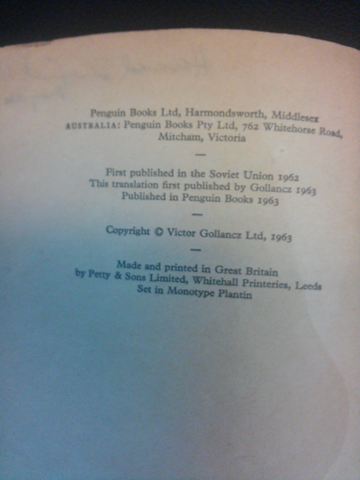 Penguin Books Ltd, Harmondsworth, Middlesex
AUSTRALIA: Penguin Books Pty Ltd, 762 Whitehorse Road,
Mitcham, Victoria
—
First published in the Soviet Union 1962
This translation first published by Gollancz 1963
Published in Penguin Books 1963
—
Copyright © Victor Gollancz Ltd, 1963
—
Made and printed in Great Britain
by Petty & Sons Limited, Whitehall Printeries, Leeds
Set in Monotype Plantin